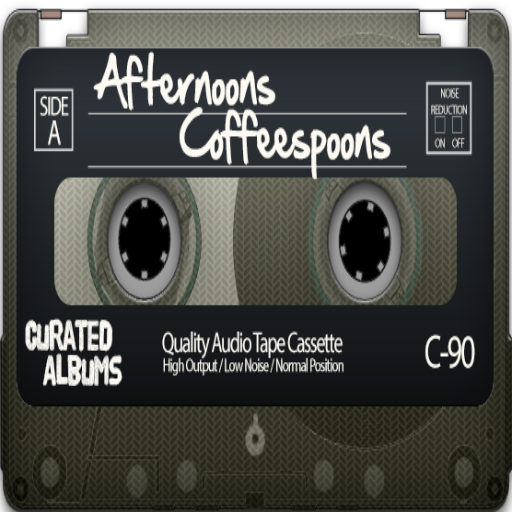 Afternoons
Coffeespoons
SIDE
A
NOISE
REDUCTION
ON OFF
CURATED
ALBUMS
Quality Audio Tape Cassette
High Output / Low Noise / Normal Position
C-90